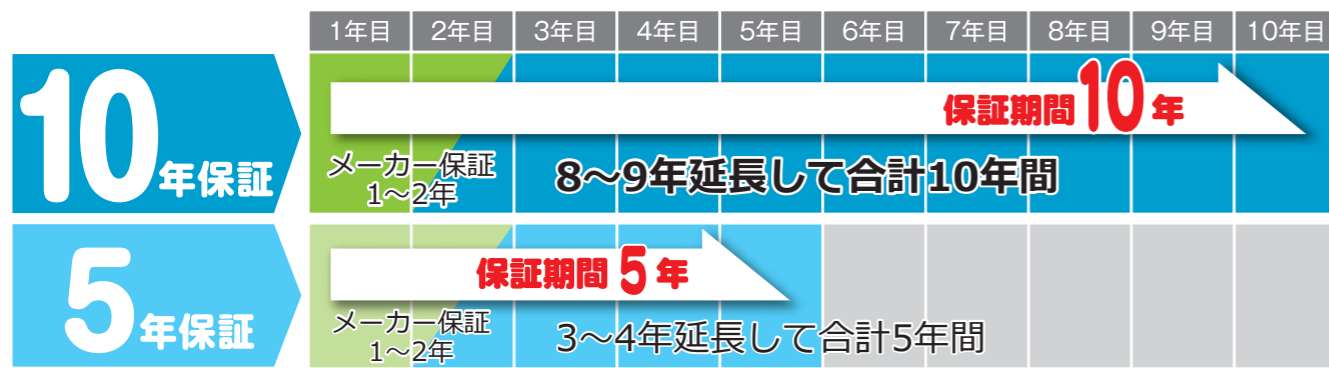 1年目 2年目 3年目 4年目 5年目 6年目 7年目 8年目 9年目 10年目
10年保証
保証期間10年
メーカー保証
1〜2年
8〜9年延長して合計10年間
5年保証
保証期間5年
メーカー保証
1〜2年
3〜4年延長して合計5年間